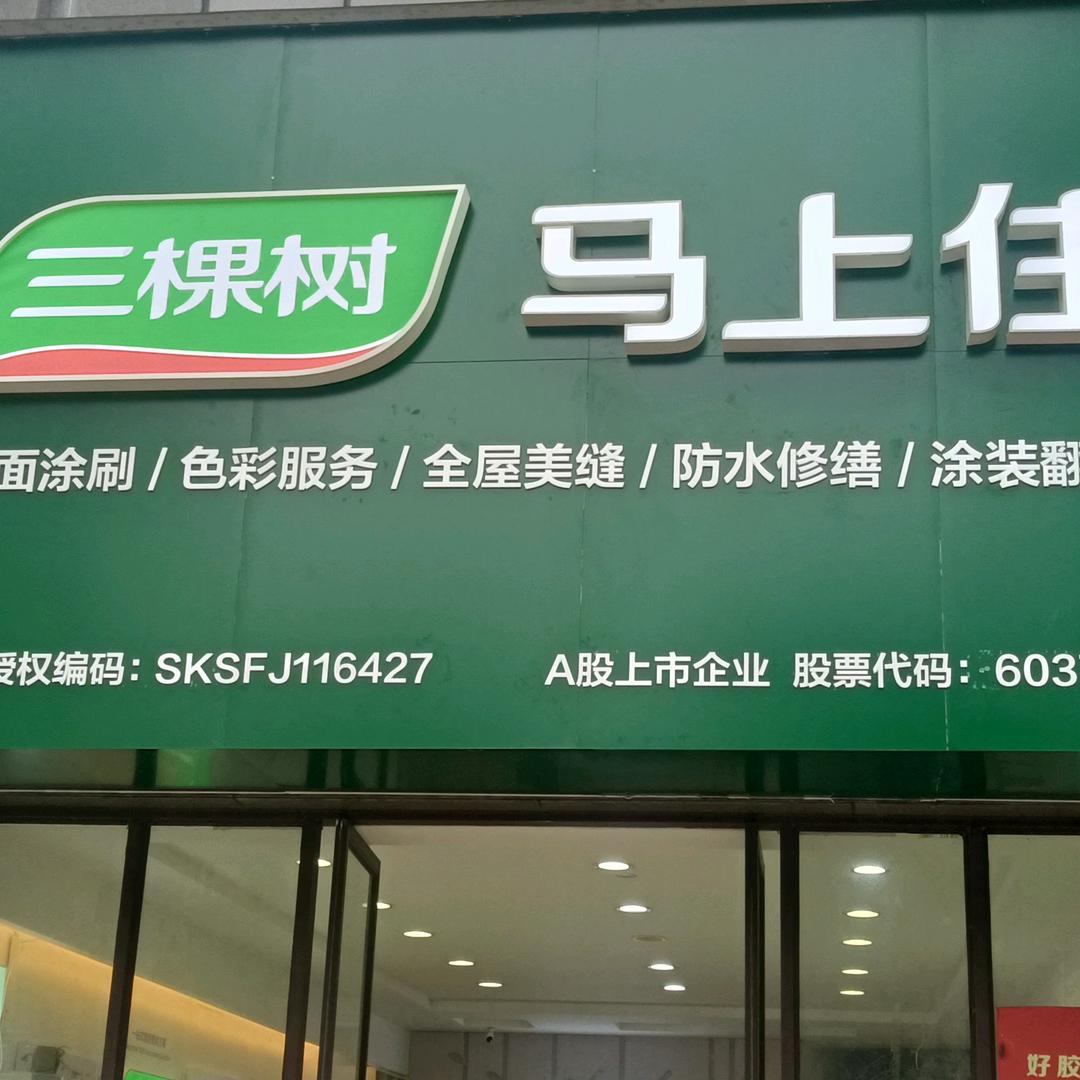 三棵树 马上住
面涂刷 / 色彩服务 / 全屋美缝 / 防水修缮 / 涂装翻
授权编码：SKSFJ116427 A股上市企业 股票代码：603
好胶